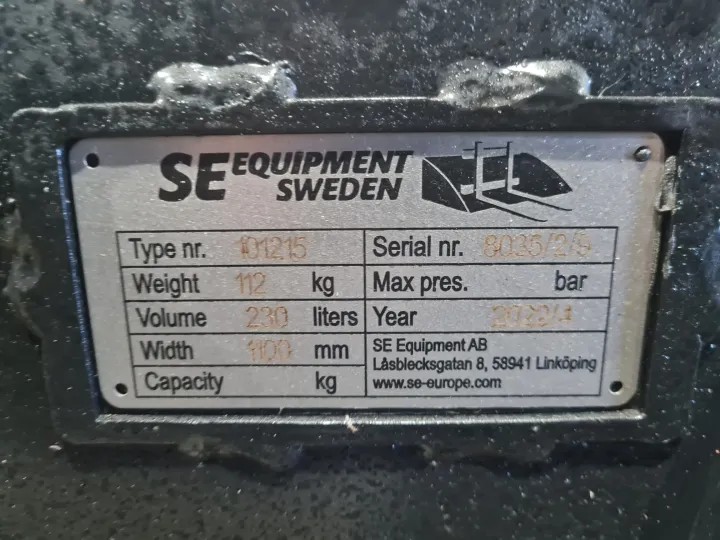 SE EQUIPMENT
SWEDEN
Type nr. 101215 Serial nr. 8035/2/5
Weight 112 kg Max pres. bar
Volume 230 liters Year 2022/4
Width 1100 mm SE Equipment AB
Låsblecksgatan 8, 58941 Linköping
Capacity kg www.se-europe.com